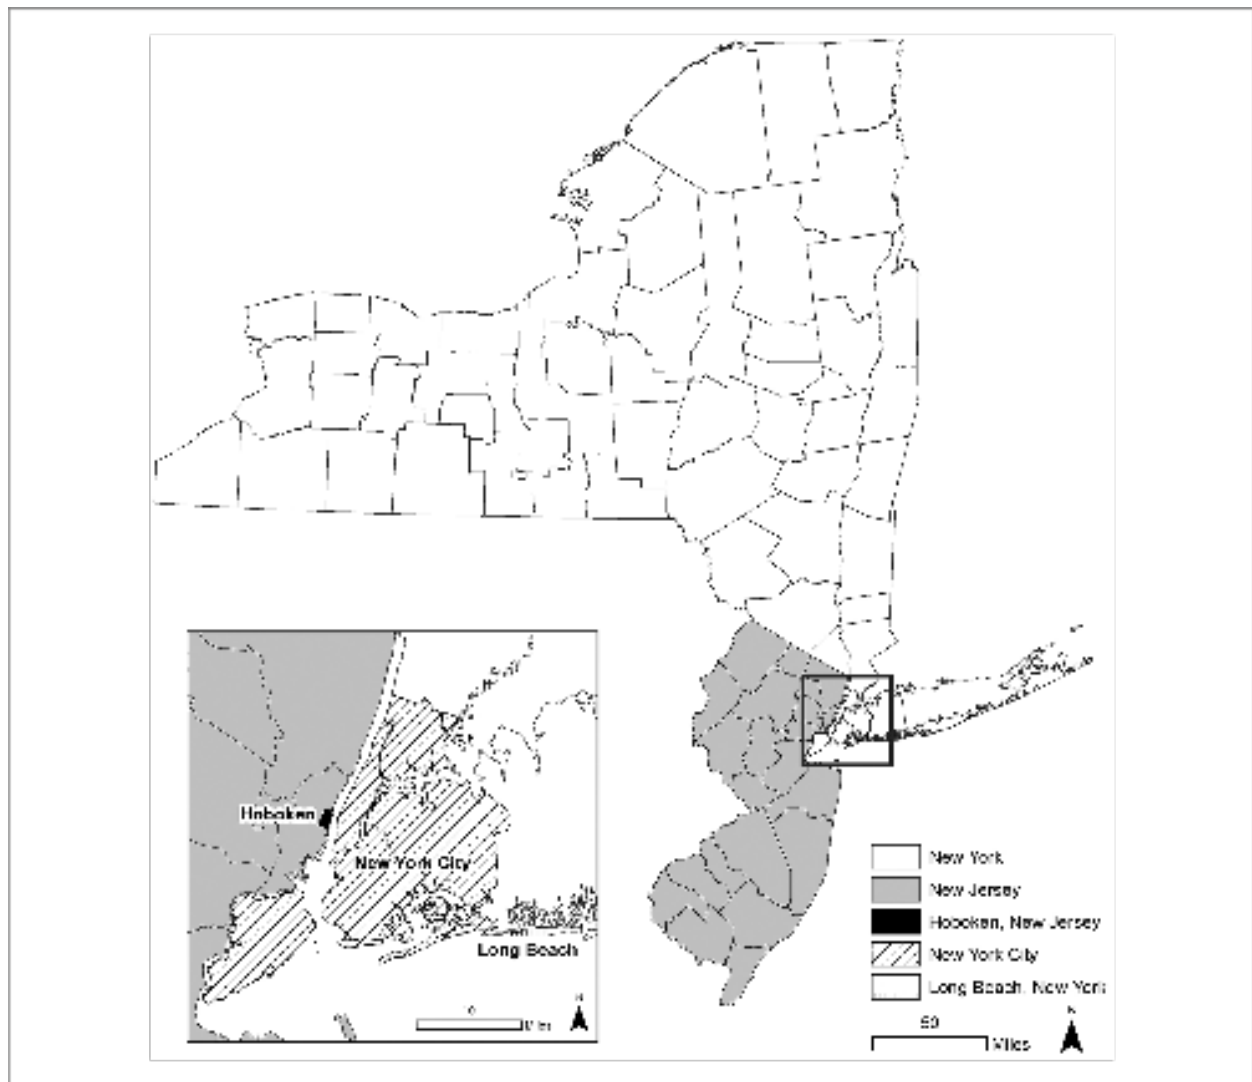 Hoboken
New York City
Long Beach
Miles
N
New York
New Jersey
Hoboken, New Jersey
New York City
Long Beach, New York
50
Miles
N